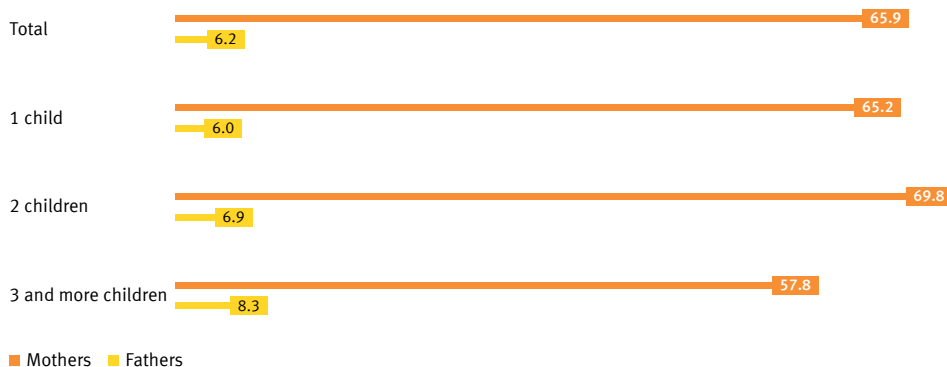 Total
65.9
6.2
1 child
65.2
6.0
2 children
69.8
6.9
3 and more children
57.8
8.3
Mothers Fathers